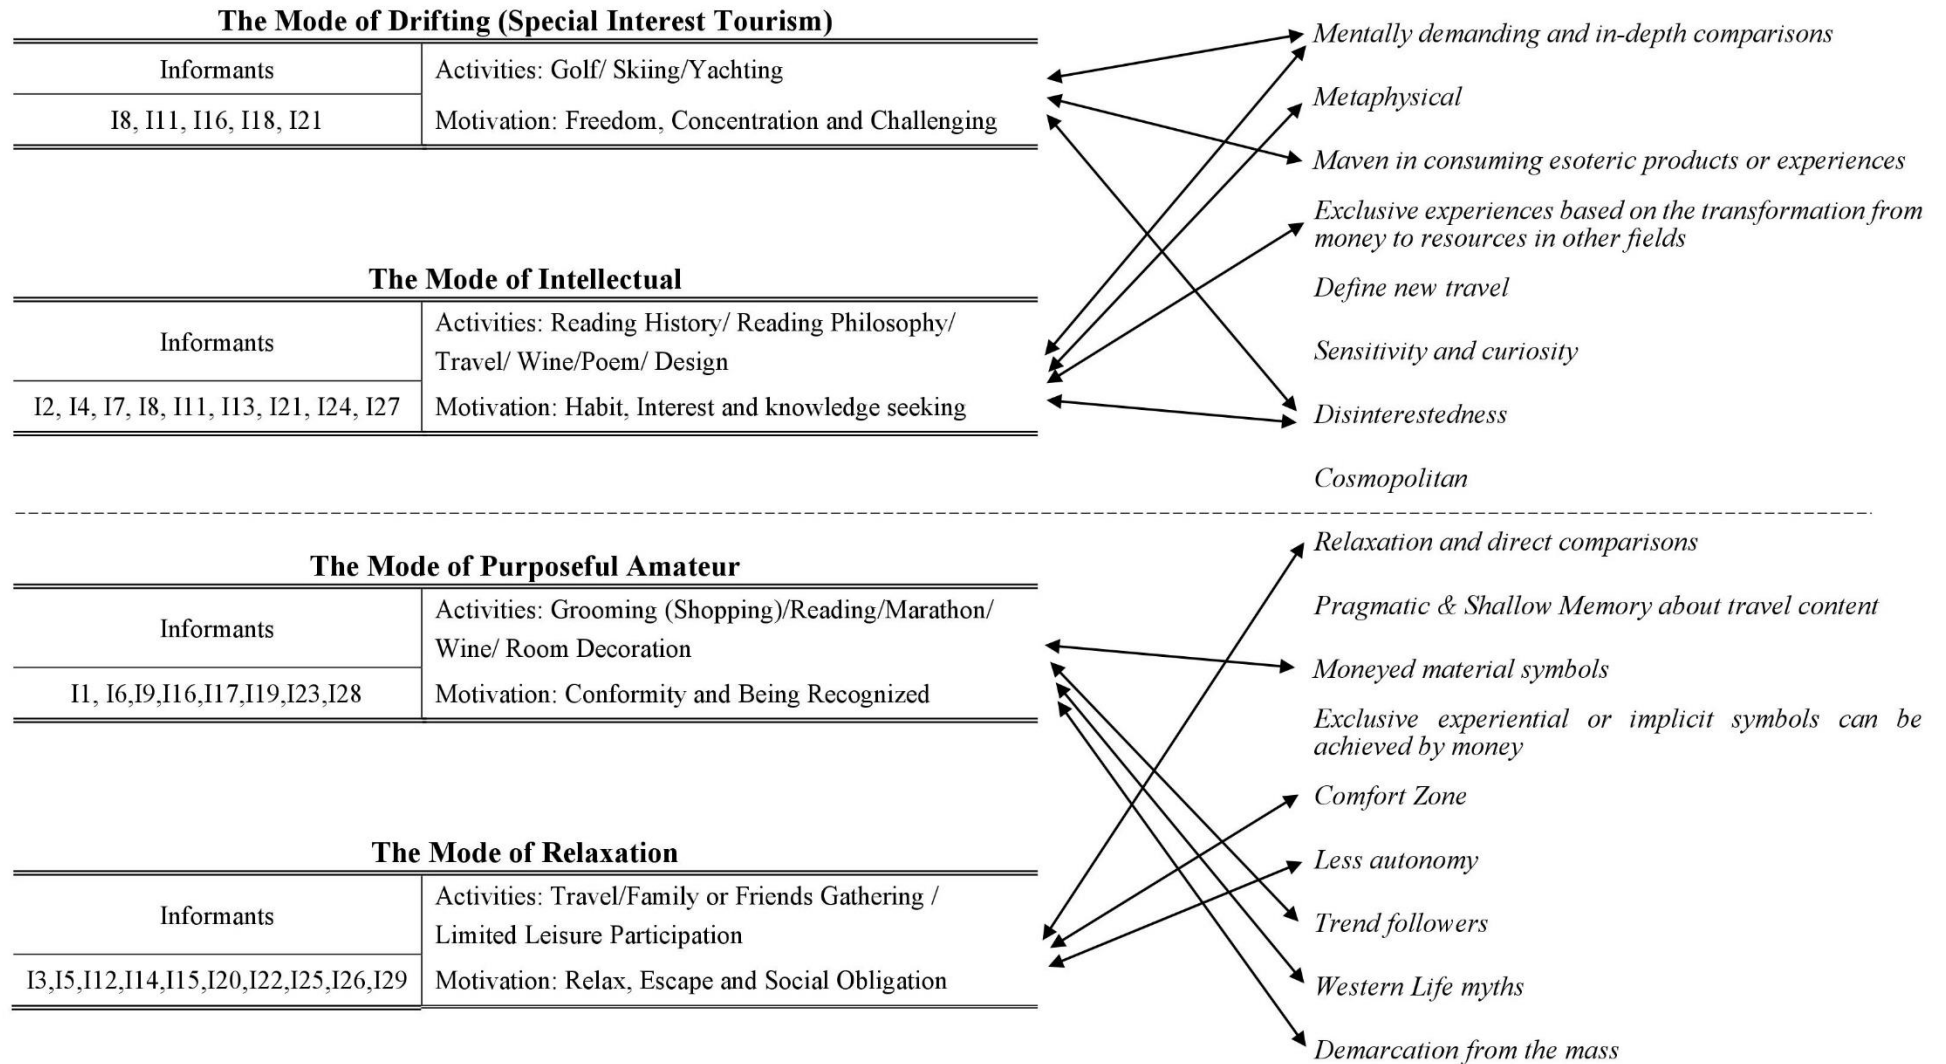 The Mode of Drifting (Special Interest Tourism)
Informants
I8, I11, I16, I18, I21
Activities: Golf/ Skiing/Yachting
Motivation: Freedom, Concentration and Challenging
The Mode of Intellectual
Informants
I2, I4, I7, I8, I11, I13, I21, I24, I27
Activities: Reading History/ Reading Philosophy/
Travel/ Wine/Poem/ Design
Motivation: Habit, Interest and knowledge seeking
Mentally demanding and in-depth comparisons
Metaphysical
Maven in consuming esoteric products or experiences
Exclusive experiences based on the transformation from
money to resources in other fields
Define new travel
Sensitivity and curiosity
Disinterestedness
Cosmopolitan
The Mode of Purposeful Amateur
Informants
I1, I6,I9,I16,I17,I19,I23,I28
Activities: Grooming (Shopping)/Reading/Marathon/
Wine/ Room Decoration
Motivation: Conformity and Being Recognized
The Mode of Relaxation
Informants
I3,I5,I12,I14,I15,I20,I22,I25,I26,I29
Activities: Travel/Family or Friends Gathering /
Limited Leisure Participation
Motivation: Relax, Escape and Social Obligation
Relaxation and direct comparisons
Pragmatic & Shallow Memory about travel content
Moneyed material symbols
Exclusive experiential or implicit symbols can be
achieved by money
Comfort Zone
Less autonomy
Trend followers
Western Life myths
Demarcation from the mass